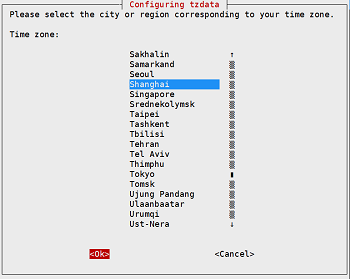 Configuring tzdata
Please select the city or region corresponding to your time zone.
Time zone:
Sakhalin
Samarkand
Seoul
Shanghai
Singapore
Srednekolymsk
Taipei
Tashkent
Tbilisi
Tehran
Tel Aviv
Thimphu
Tokyo
Tomsk
Ujung Pandang
Ulaanbaatar
Urumqi
Ust-Nera
<Ok> <Cancel>